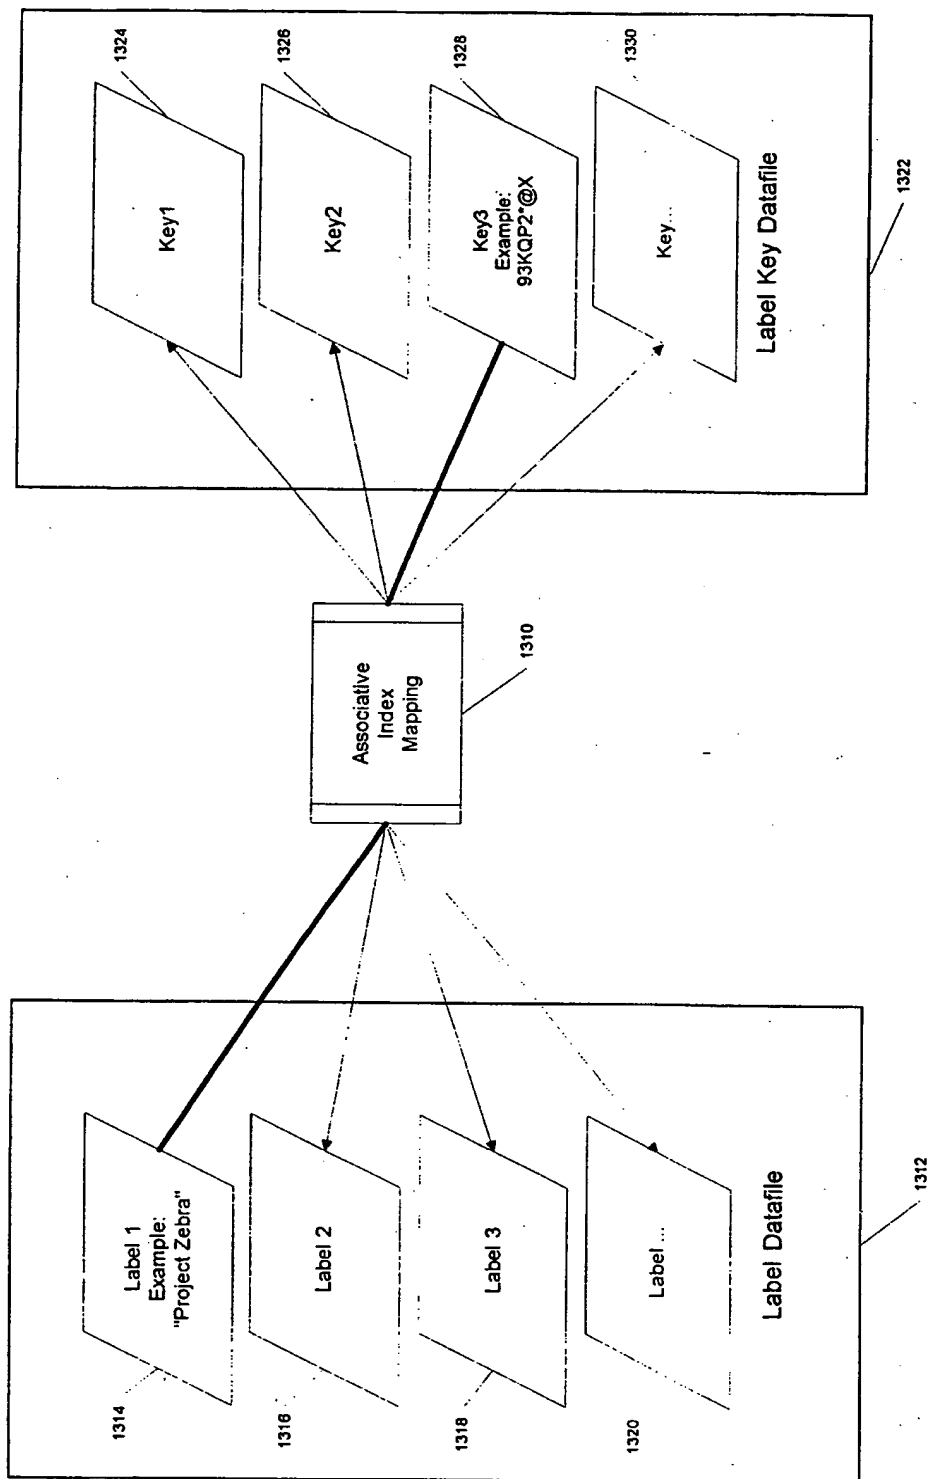 1314
Label 1
Example:
"Project Zebra"
1316
Label 2
1318
Label 3
1320
Label ...
Label Datafile
1312
Associative
Index
Mapping
1310
1324
Key1
1326
Key2
1328
Key3
Example:
93KQP2*@X
1330
Key...
Label Key Datafile
1322